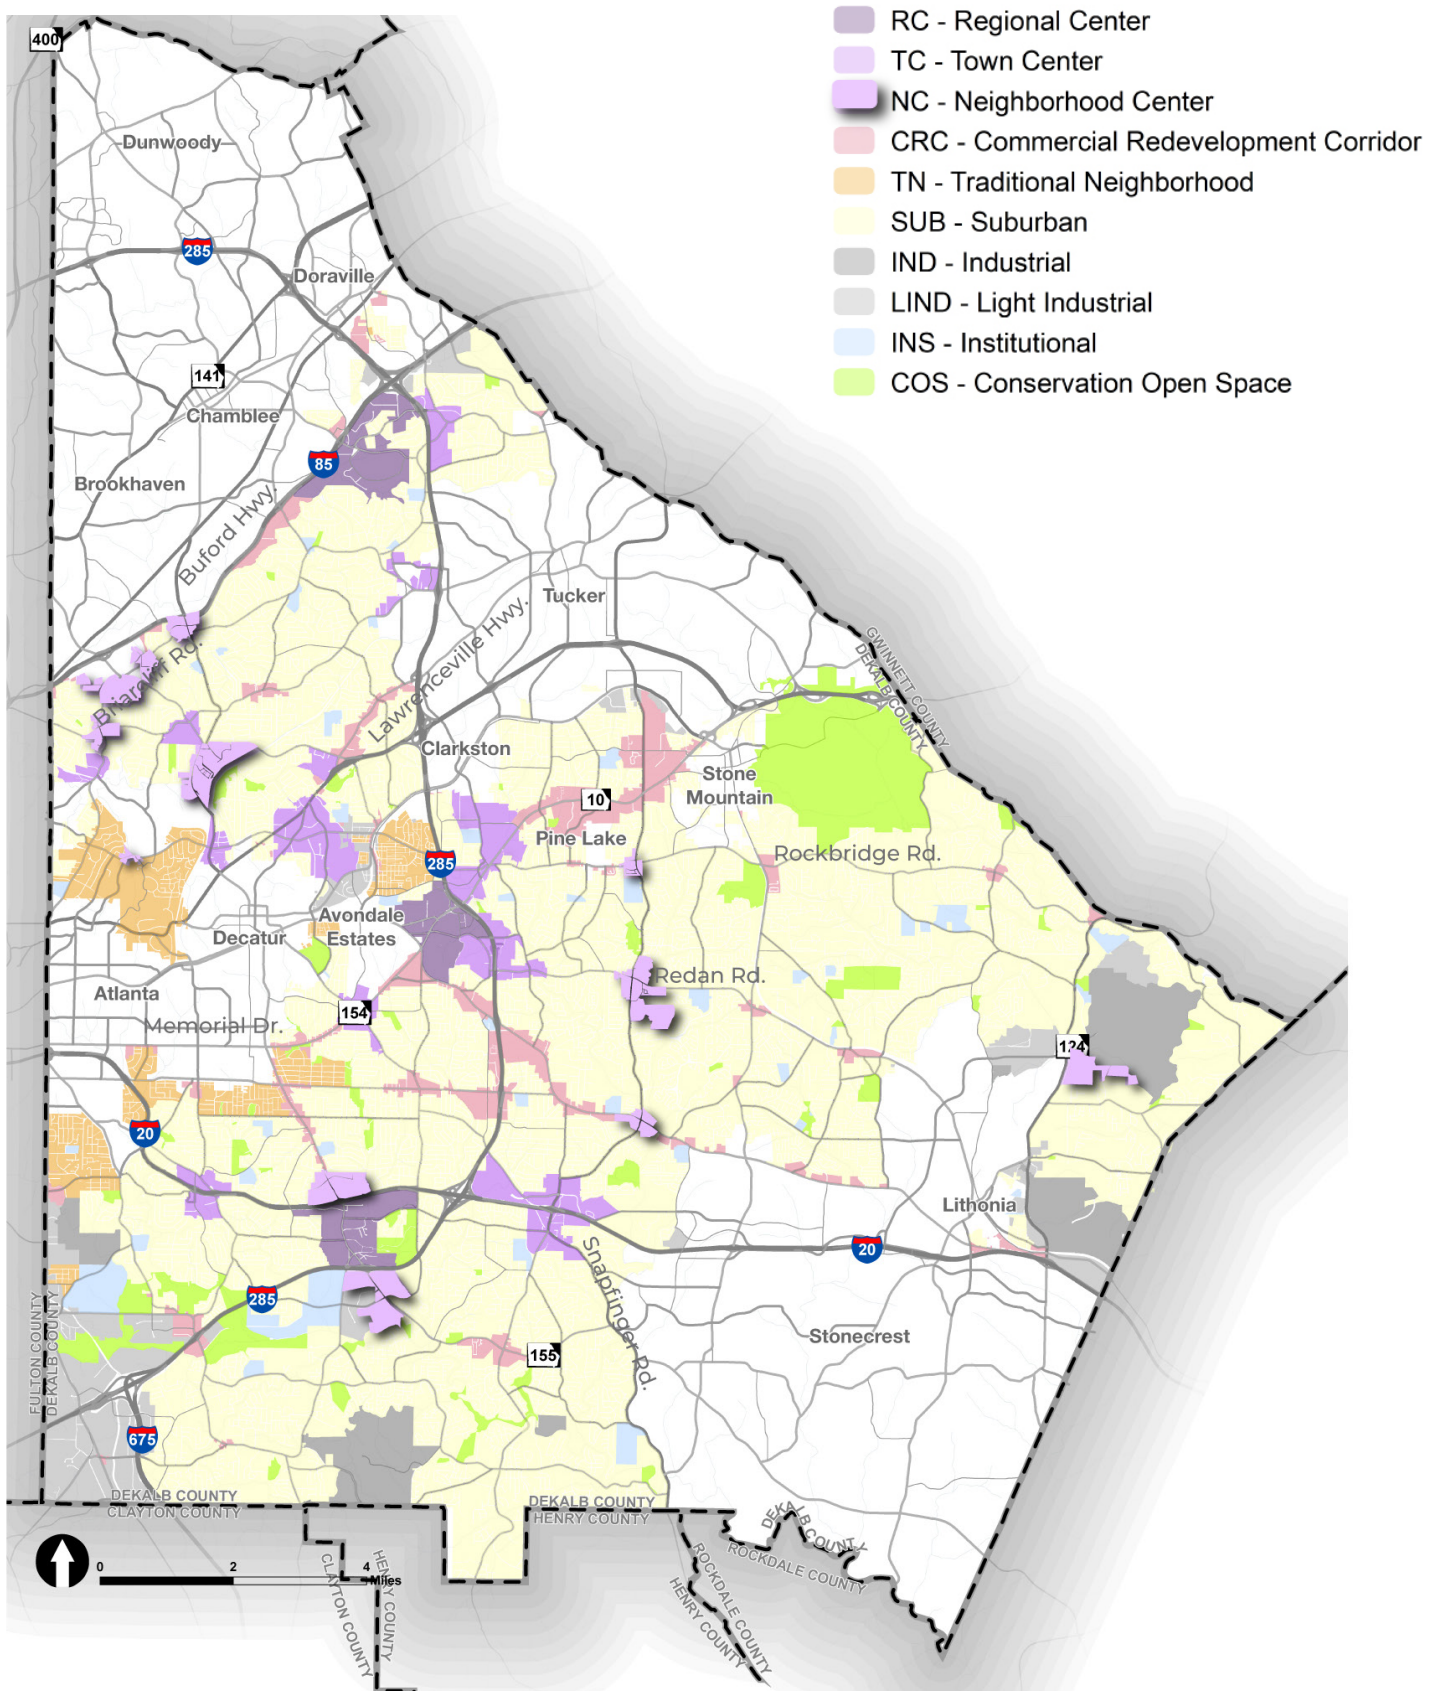 RC - Regional Center
TC - Town Center
NC - Neighborhood Center
CRC - Commercial Redevelopment Corridor
TN - Traditional Neighborhood
SUB - Suburban
IND - Industrial
LIND - Light Industrial
INS - Institutional
COS - Conservation Open Space
400
Dunwoody
285
Doraville
141
Chamblee
85
Brookhaven
Buford Hwy.
Tucker
Lawrenceville Hwy.
Briarcliff Rd.
GWINNETT COUNTY
DEKALB COUNTY
Clarkston
Stone
Mountain
10
Pine Lake
Rockbridge Rd.
285
Avondale
Estates
Decatur
Redan Rd.
Atlanta
154
Memorial Dr.
124
20
Lithonia
20
Snapfinger Rd.
285
FULTON COUNTY
DEKALB COUNTY
Stonecrest
155
675
DEKALB COUNTY
CLAYTON COUNTY
DEKALB COUNTY
HENRY COUNTY
DEKALB COUNTY
ROCKDALE COUNTY
0 2 4
Miles
CLAYTON COUNTY
HENRY COUNTY
ROCKDALE COUNTY
HENRY COUNTY